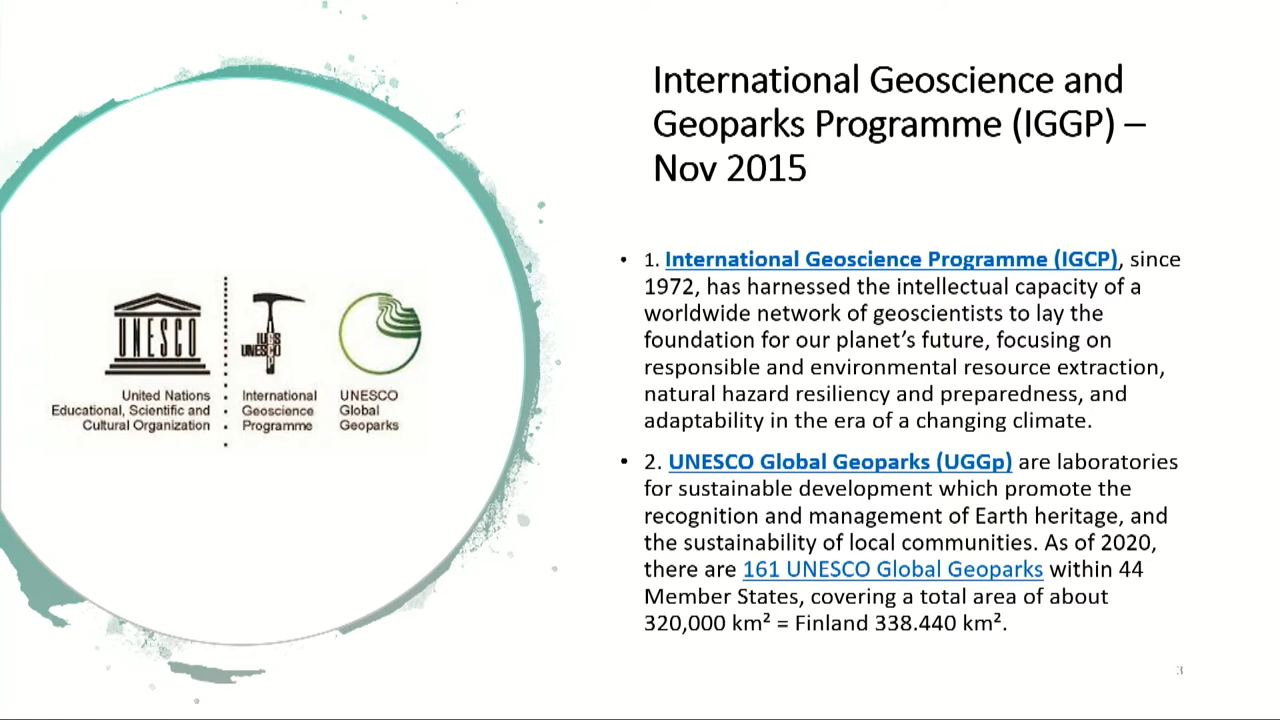 International Geoscience and
Geoparks Programme (IGGP) –
Nov 2015
• 1. International Geoscience Programme (IGCP), since
1972, has harnessed the intellectual capacity of a
worldwide network of geoscientists to lay the
foundation for our planet’s future, focusing on
responsible and environmental resource extraction,
natural hazard resiliency and preparedness, and
adaptability in the era of a changing climate.
• 2. UNESCO Global Geoparks (UGGp) are laboratories
for sustainable development which promote the
recognition and management of Earth heritage, and
the sustainability of local communities. As of 2020,
there are 161 UNESCO Global Geoparks within 44
Member States, covering a total area of about
320,000 km² = Finland 338.440 km².
UNESCO
United Nations
Educational, Scientific and
Cultural Organization
IUGS
UNESCO
International
Geoscience
Programme
UNESCO
Global
Geoparks
3